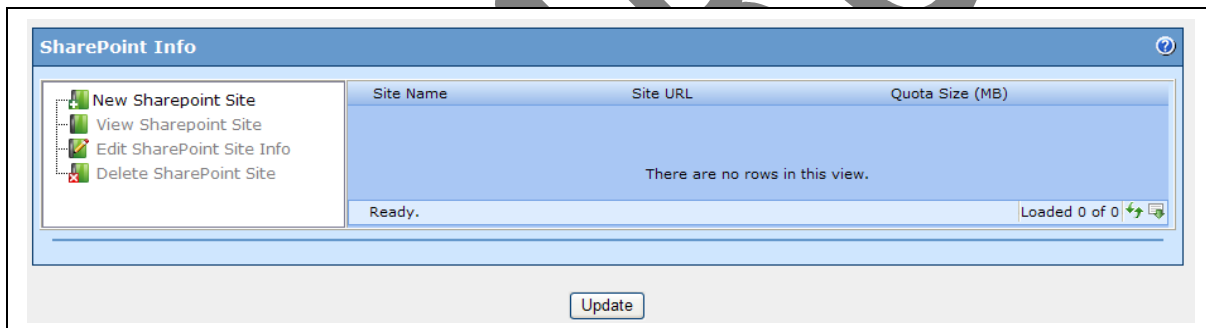 SharePoint Info
New Sharepoint Site
View Sharepoint Site
Edit SharePoint Site Info
Delete SharePoint Site
Site Name Site URL Quota Size (MB)
There are no rows in this view.
Ready. Loaded 0 of 0
Update